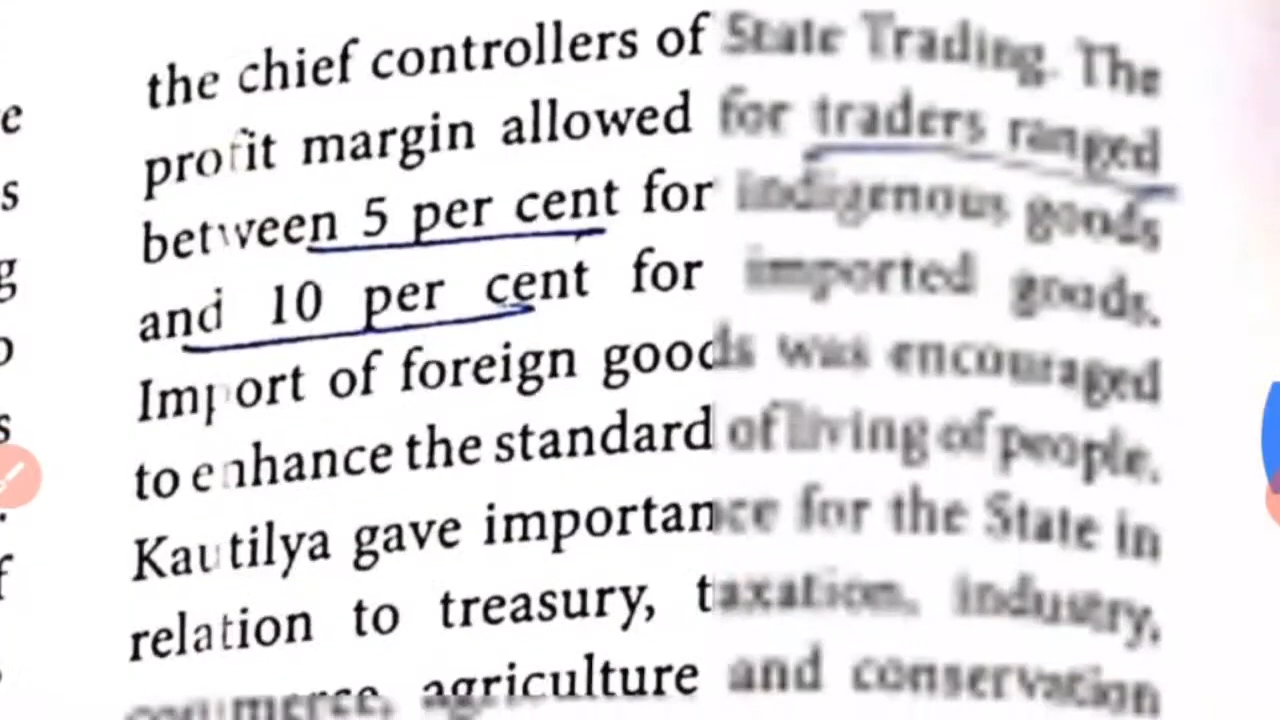 the chief controllers of State Trading. The
profit margin allowed for traders ranged
between 5 per cent for indigenous goods
and 10 per cent for imported goods.
Import of foreign goods was encouraged
to enhance the standard of living of people.
Kautilya gave importance for the State in
relation to treasury, taxation, industry,
commerce, agriculture and conservation